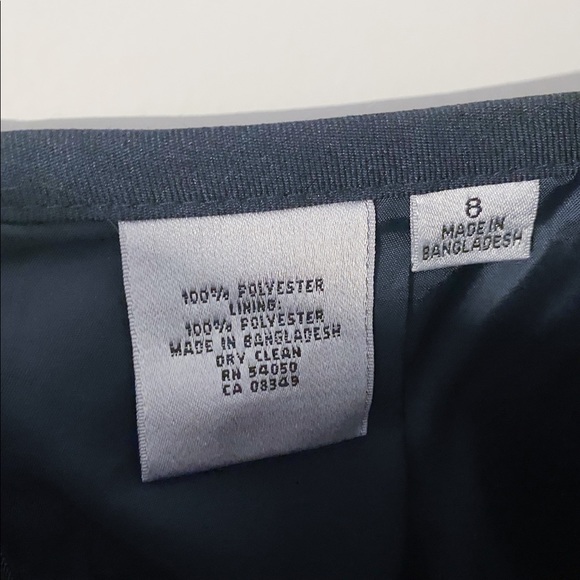 100% POLYESTER
LINING:
100% POLYESTER
MADE IN BANGLADESH
DRY CLEAN
RN 54050
CA 08349
8
MADE IN
BANGLADESH